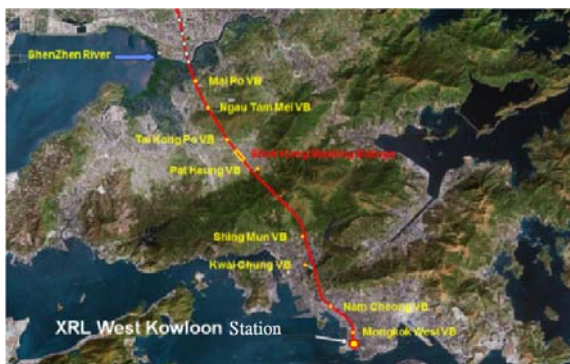 ShenZhen River
Mai Po VB
Ngau Tam Mei VB
Tai Kong Po VB
Shek Kong Stabling Sidings
Pat Heung VB
Shing Mun VB
Kwai Chung VB
Nam Cheong VB
XRL West Kowloon Station
Mongkok West VB